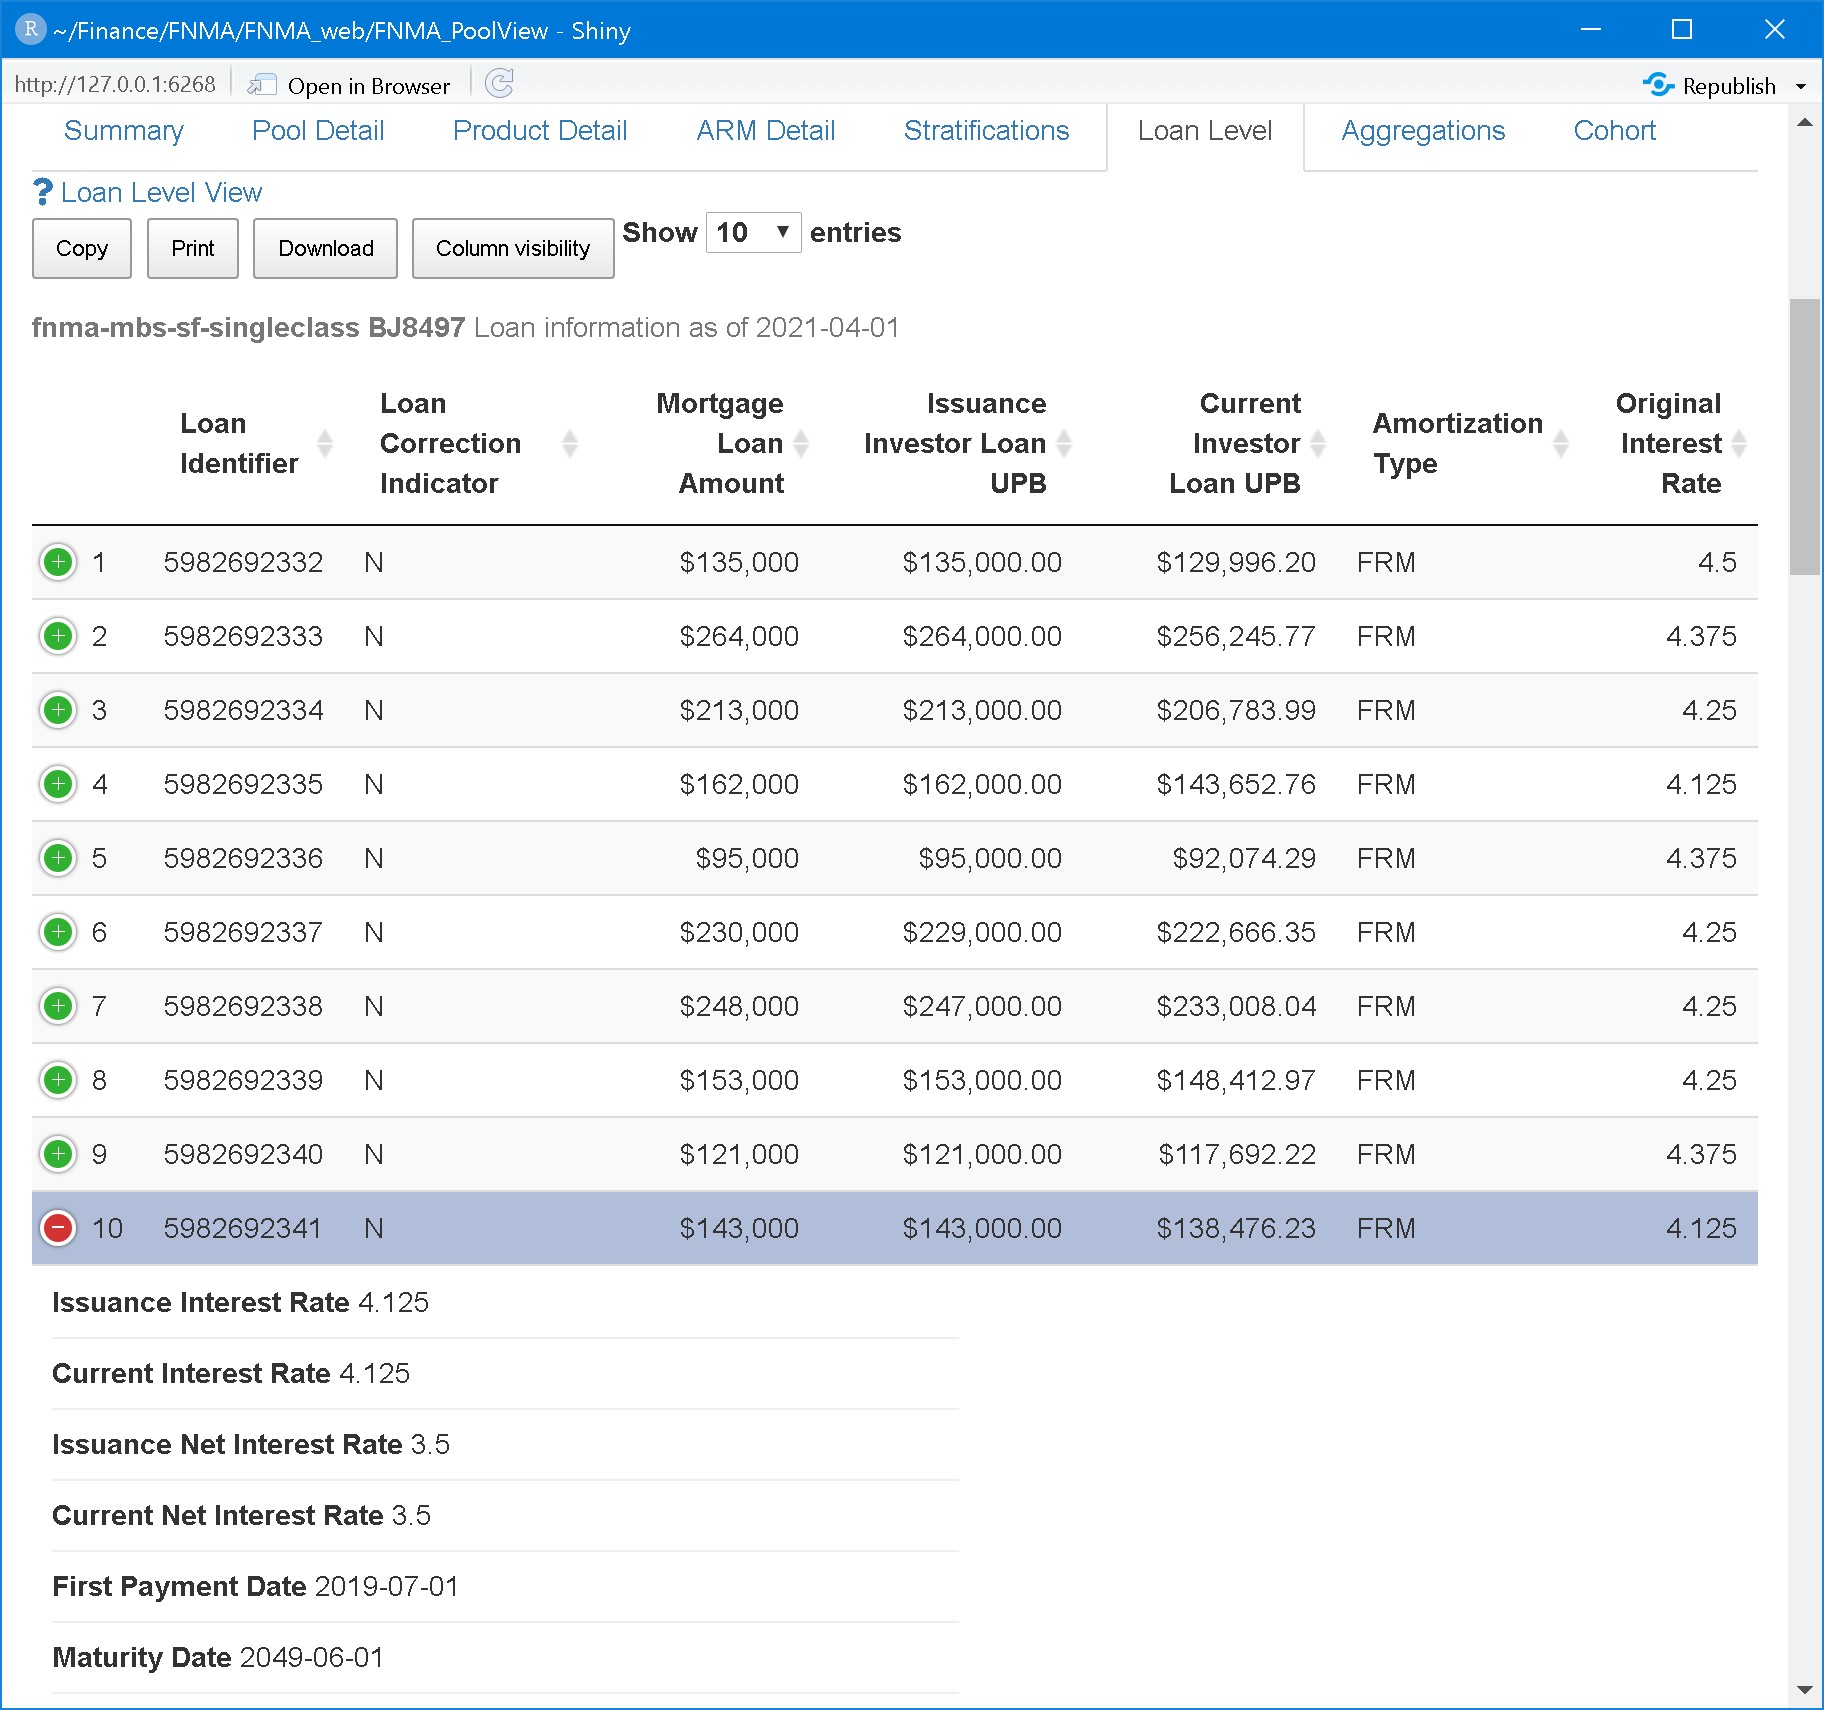 R ~/Finance/FNMA/FNMA_web/FNMA_PoolView - Shiny
http://127.0.0.1:6268 Open in Browser Republish
Summary Pool Detail Product Detail ARM Detail Stratifications Loan Level Aggregations Cohort
? Loan Level View
Copy Print Download Column visibility Show 10 entries
fnma-mbs-sf-singleclass BJ8497 Loan information as of 2021-04-01
Loan Identifier Loan Correction Indicator Mortgage Loan Amount Issuance Investor Loan UPB Current Investor Loan UPB Amortization Type Original Interest Rate
1 5982692332 N $135,000 $135,000.00 $129,996.20 FRM 4.5
2 5982692333 N $264,000 $264,000.00 $256,245.77 FRM 4.375
3 5982692334 N $213,000 $213,000.00 $206,783.99 FRM 4.25
4 5982692335 N $162,000 $162,000.00 $143,652.76 FRM 4.125
5 5982692336 N $95,000 $95,000.00 $92,074.29 FRM 4.375
6 5982692337 N $230,000 $229,000.00 $222,666.35 FRM 4.25
7 5982692338 N $248,000 $247,000.00 $233,008.04 FRM 4.25
8 5982692339 N $153,000 $153,000.00 $148,412.97 FRM 4.25
9 5982692340 N $121,000 $121,000.00 $117,692.22 FRM 4.375
10 5982692341 N $143,000 $143,000.00 $138,476.23 FRM 4.125
Issuance Interest Rate 4.125
Current Interest Rate 4.125
Issuance Net Interest Rate 3.5
Current Net Interest Rate 3.5
First Payment Date 2019-07-01
Maturity Date 2049-06-01